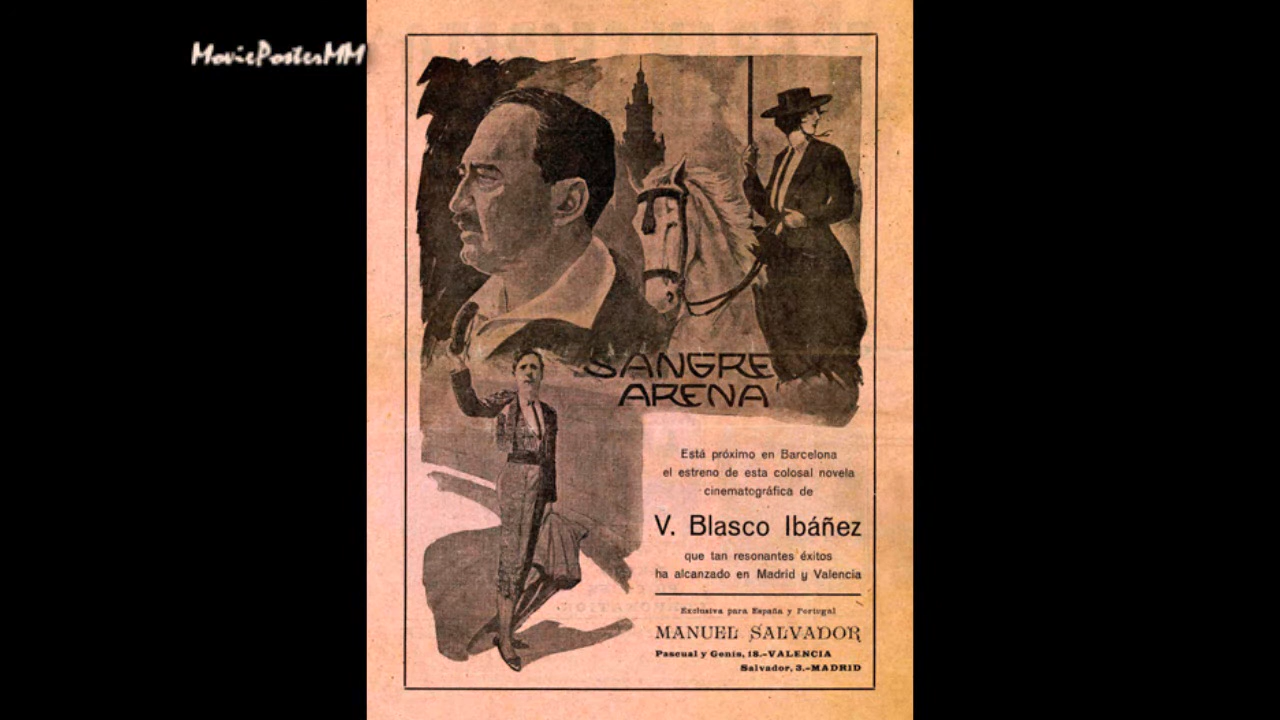 MoviePosterMM
SANGRE Y
ARENA
Está próximo en Barcelona
el estreno de esta colosal novela
cinematográfica de
V. Blasco Ibáñez
que tan resonantes éxitos
ha alcanzado en Madrid y Valencia
Exclusiva para España y Portugal
MANUEL SALVADOR
Pascual y Genís, 18.-VALENCIA
Salvador, 3.-MADRID